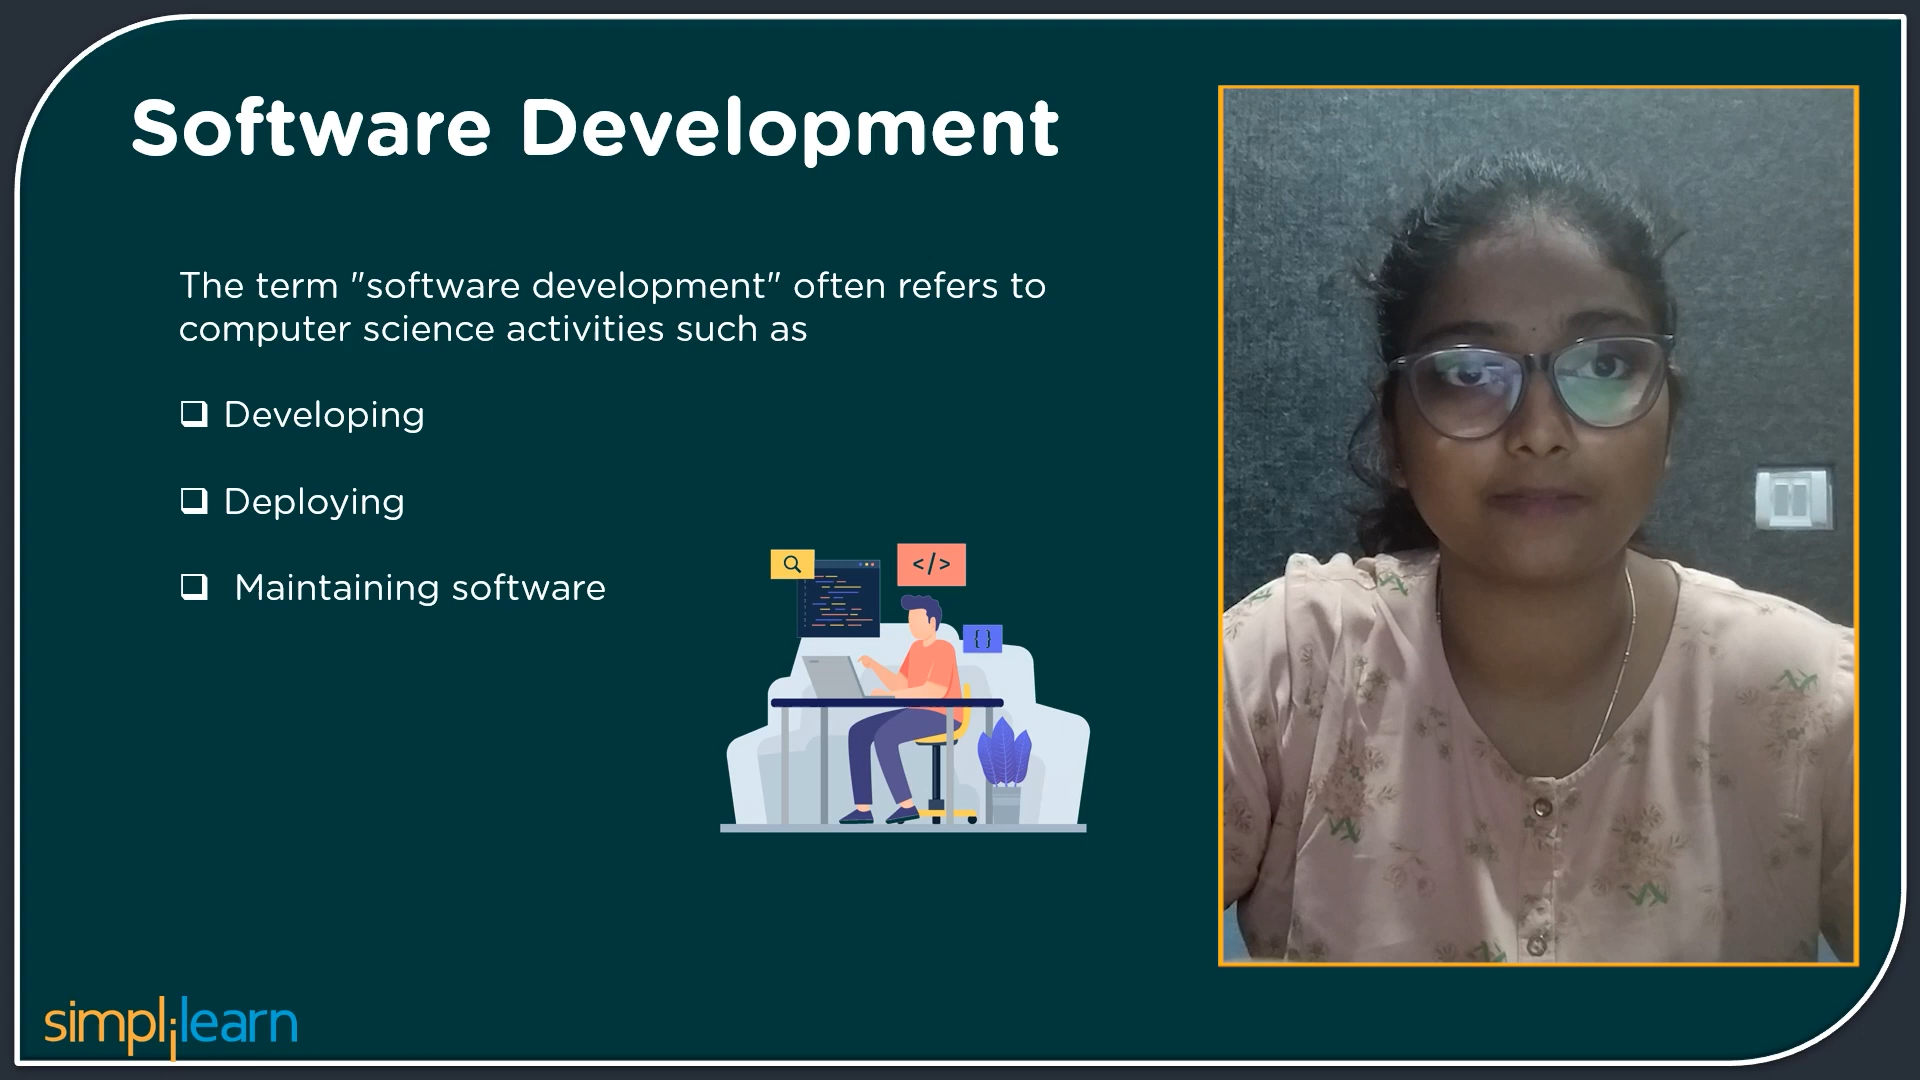 Software Development
The term "software development" often refers to
computer science activities such as
❑ Developing
❑ Deploying
❑ Maintaining software
</>
{}
simplilearn